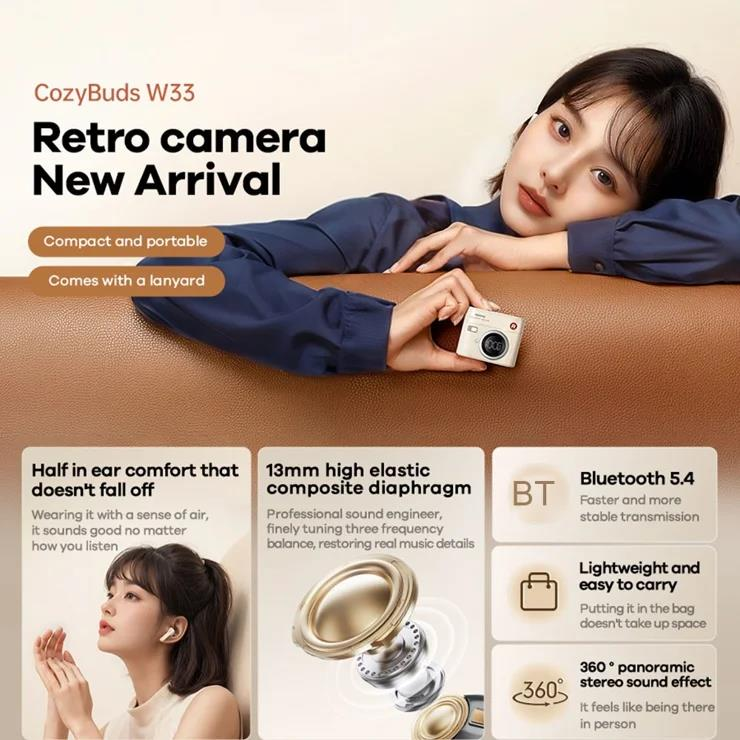 CozyBuds W33
Retro camera
New Arrival
Compact and portable
Comes with a lanyard
Half in ear comfort that
doesn't fall off
Wearing it with a sense of air,
it sounds good no matter
how you listen
13mm high elastic
composite diaphragm
Professional sound engineer,
finely tuning three frequency
balance, restoring real music details
BT
Bluetooth 5.4
Faster and more
stable transmission
Lightweight and
easy to carry
Putting it in the bag
doesn't take up space
360°
360 ° panoramic
stereo sound effect
It feels like being there
in person